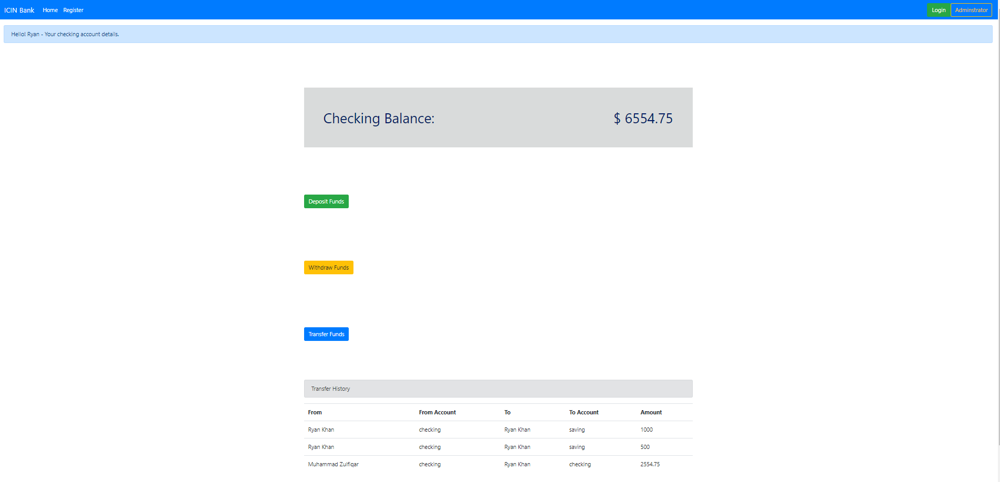 ICIN Bank Home Register Login Adminstrator
Hello! Ryan - Your checking account details.
Checking Balance: $ 6554.75
Deposit Funds
Withdraw Funds
Transfer Funds
Transfer History
From From Account To To Account Amount
Ryan Khan checking Ryan Khan saving 1000
Ryan Khan checking Ryan Khan saving 500
Muhammad Zulfiqar checking Ryan Khan checking 2554.75